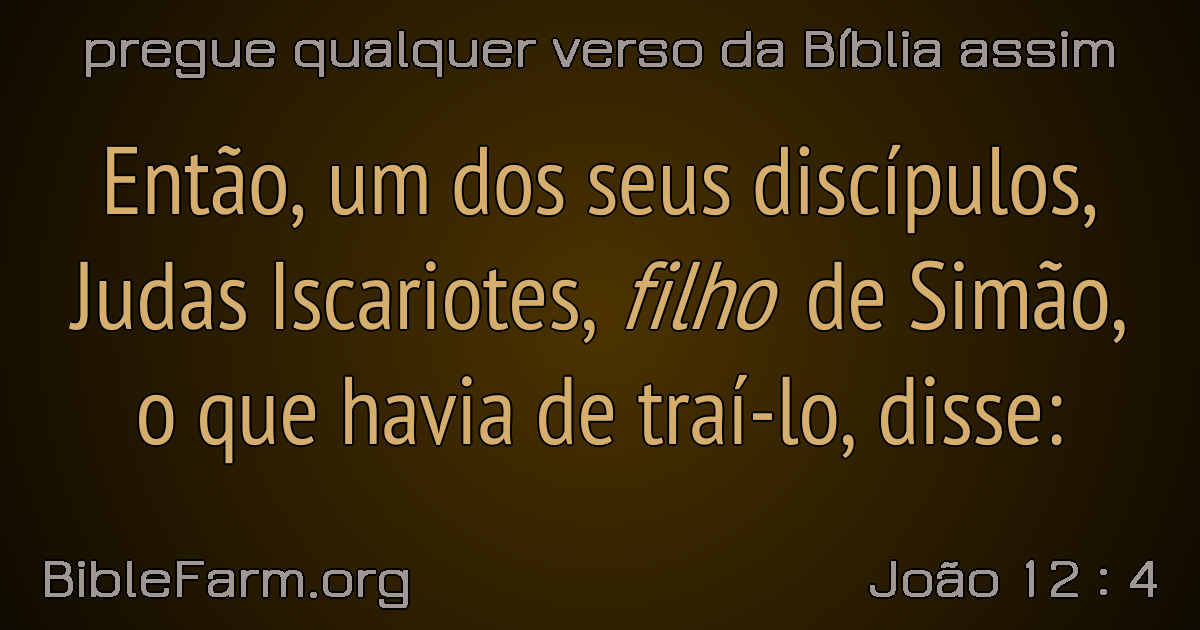 pregue qualquer verso da Bíblia assim
Então, um dos seus discípulos,
Judas Iscariotes, filho de Simão,
o que havia de traí-lo, disse:
BibleFarm.org
João 12 : 4